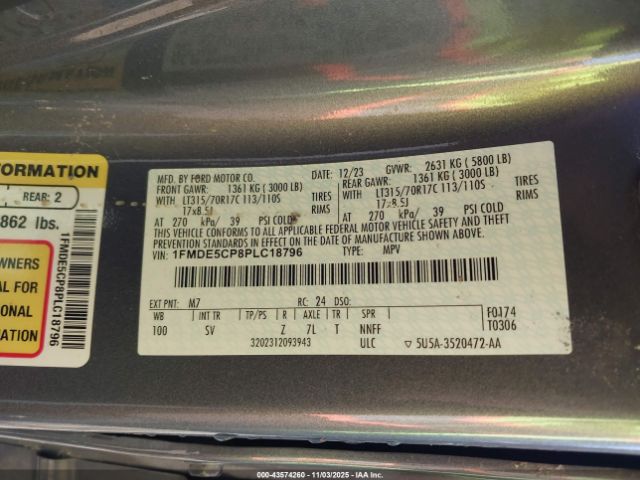 FORMATION
REAR: 2
862 lbs.
WNERS
AL FOR
ONAL
ON
1FMDE5CP8PLC18796
MFD. BY FORD MOTOR CO.
DATE: 12/23 GVWR: 2631 KG (5800 LB)
FRONT GAWR: 1361 KG (3000 LB) REAR GAWR: 1361 KG (3000 LB)
WITH LT315/70R17C 113/110S TIRES WITH LT315/70R17C 113/110S TIRES
17x8.5J RIMS 17x8.5J RIMS
AT 270 kPa/ 39 PSI COLD AT 270 kPa/ 39 PSI COLD
THIS VEHICLE CONFORMS TO ALL APPLICABLE FEDERAL MOTOR VEHICLE SAFETY AND THEFT
PREVENTION STANDARDS IN EFFECT ON THE DATE OF MANUFACTURE SHOWN ABOVE.
VIN: 1FMDE5CP8PLC18796 TYPE: MPV
EXT PNT: M7 RC: 24 DSO:
WB INT TR TP/PS R AXLE TR SPR F0J74
100 SV Z 7L T NNFF T0306
3202312093943 ULC ▽ 5U5A-3520472-AA
00-43574260 | 11/03/2025 - IAA.com